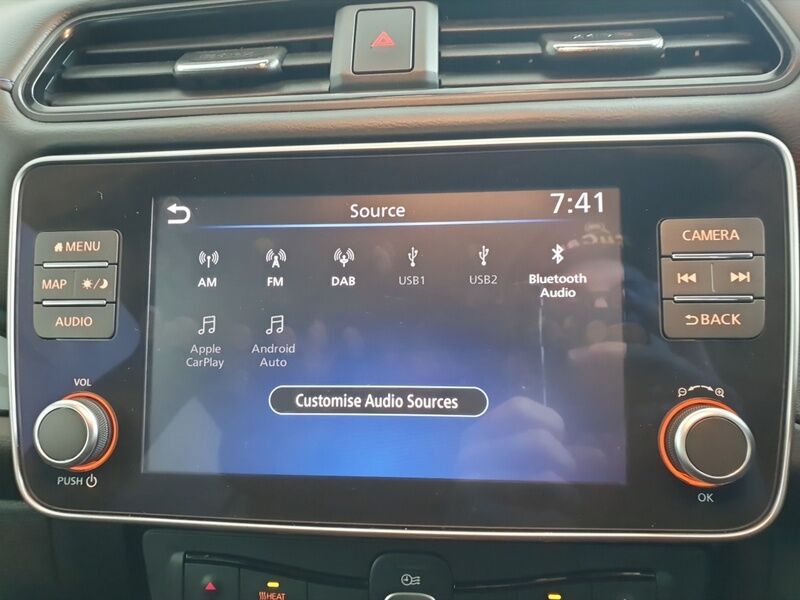 Source
7:41
MENU
MAP
AUDIO
VOL
PUSH
AM
FM
DAB
USB1
USB2
Bluetooth
Audio
Apple
CarPlay
Android
Auto
Customise Audio Sources
CAMERA
BACK
OK
HEAT